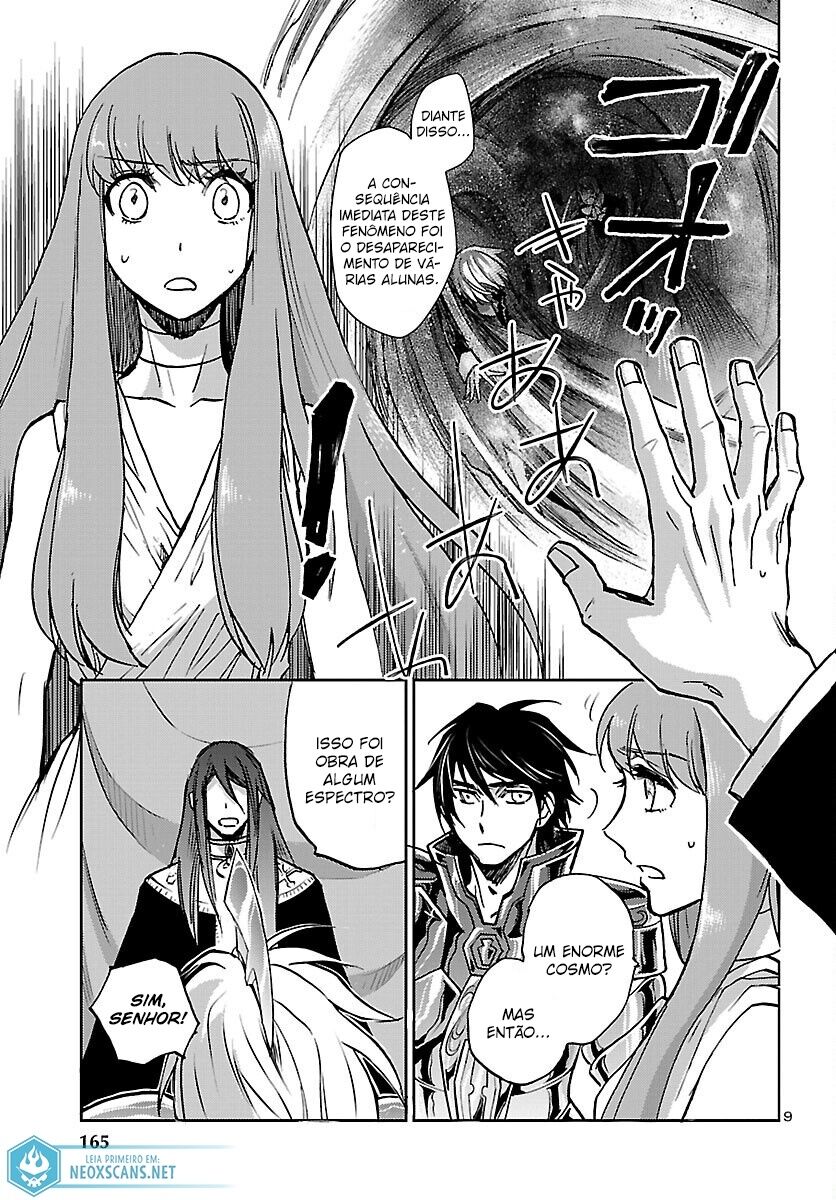 DIANTE
DISSO...
A CON-
SEQUÊNCIA
IMEDIATA DESTE
FENÔMENO FOI
O DESAPARECI-
MENTO DE VÁ-
RIAS ALUNAS.
ゴオッ
きゃ
ああああ
!
UM ENORME
COSMO?
MAS
ENTÃO...
ISSO FOI
OBRA DE
ALGUM
ESPECTRO?
SIM,
SENHOR!
9
165
LEIA PRIMEIRO EM:
NEOXSCANS.NET